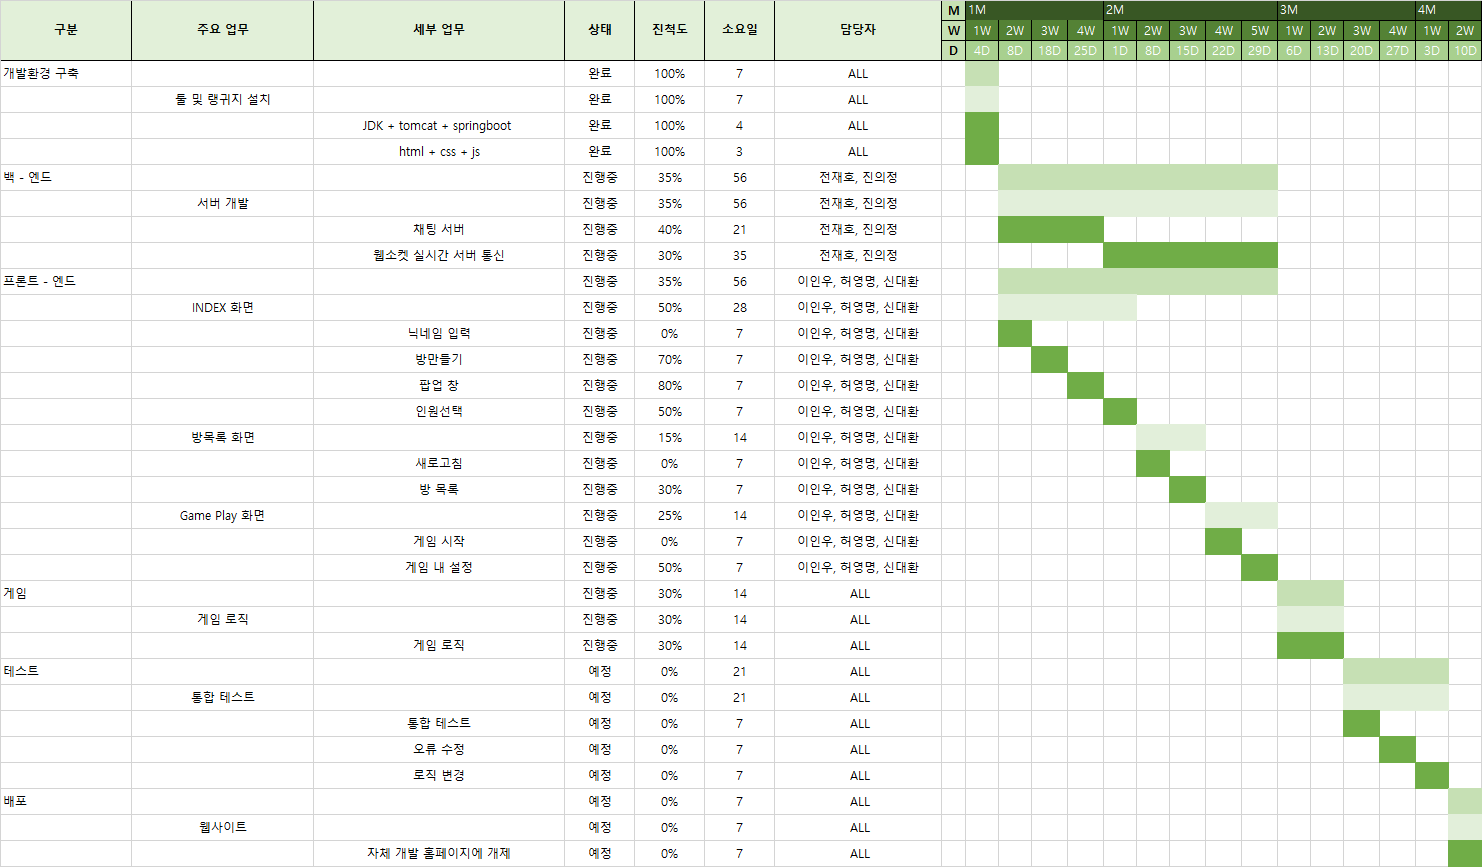 구분 주요 업무 세부 업무 상태 진척도 소요일 담당자 M 1M 2M 3M 4M
W 1W 2W 3W 4W 1W 2W 3W 4W 5W 1W 2W 3W 4W 1W 2W
D 4D 8D 18D 25D 1D 8D 15D 22D 29D 6D 13D 20D 27D 3D 10D
개발환경 구축 완료 100% 7 ALL
툴 및 랭귀지 설치 완료 100% 7 ALL
JDK + tomcat + springboot 완료 100% 4 ALL
html + css + js 완료 100% 3 ALL
백 - 엔드 진행중 35% 56 전재호, 진의정
서버 개발 진행중 35% 56 전재호, 진의정
채팅 서버 진행중 40% 21 전재호, 진의정
웹소켓 실시간 서버 통신 진행중 30% 35 전재호, 진의정
프론트 - 엔드 진행중 35% 56 이인우, 허영명, 신대환
INDEX 화면 진행중 50% 28 이인우, 허영명, 신대환
닉네임 입력 진행중 0% 7 이인우, 허영명, 신대환
방만들기 진행중 70% 7 이인우, 허영명, 신대환
팝업 창 진행중 80% 7 이인우, 허영명, 신대환
인원선택 진행중 50% 7 이인우, 허영명, 신대환
방목록 화면 진행중 15% 14 이인우, 허영명, 신대환
새로고침 진행중 0% 7 이인우, 허영명, 신대환
방 목록 진행중 30% 7 이인우, 허영명, 신대환
Game Play 화면 진행중 25% 14 이인우, 허영명, 신대환
게임 시작 진행중 0% 7 이인우, 허영명, 신대환
게임 내 설정 진행중 50% 7 이인우, 허영명, 신대환
게임 진행중 30% 14 ALL
게임 로직 진행중 30% 14 ALL
게임 로직 진행중 30% 14 ALL
테스트 예정 0% 21 ALL
통합 테스트 예정 0% 21 ALL
통합 테스트 예정 0% 7 ALL
오류 수정 예정 0% 7 ALL
로직 변경 예정 0% 7 ALL
배포 예정 0% 7 ALL
웹사이트 예정 0% 7 ALL
자체 개발 홈페이지에 개제 예정 0% 7 ALL